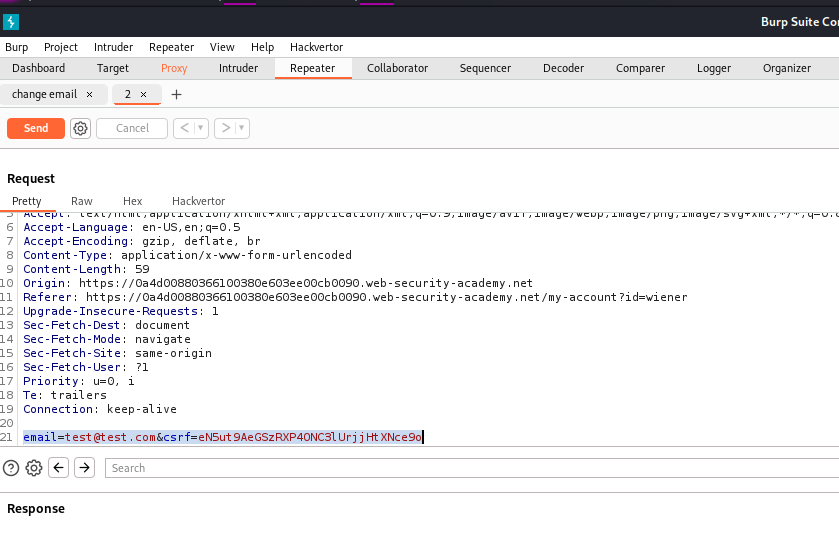 Burp Suite Co
Burp Project Intruder Repeater View Help Hackvertor
Dashboard Target Proxy Intruder Repeater Collaborator Sequencer Decoder Comparer Logger Organizer
change email × 2 × +
Send Cancel < ▾ > ▾
Request
Pretty Raw Hex Hackvertor
5 Accept: text/html,application/xhtml+xml,application/xml;q=0.9,image/avif,image/webp,image/png,image/svg+xml,*/*;q=0.
6 Accept-Language: en-US,en;q=0.5
7 Accept-Encoding: gzip, deflate, br
8 Content-Type: application/x-www-form-urlencoded
9 Content-Length: 59
10 Origin: https://0a4d00880366100380e603ee00cb0090.web-security-academy.net
11 Referer: https://0a4d00880366100380e603ee00cb0090.web-security-academy.net/my-account?id=wiener
12 Upgrade-Insecure-Requests: 1
13 Sec-Fetch-Dest: document
14 Sec-Fetch-Mode: navigate
15 Sec-Fetch-Site: same-origin
16 Sec-Fetch-User: ?1
17 Priority: u=0, i
18 Te: trailers
19 Connection: keep-alive
20
21 email=test@test.com&csrf=eN5ut9AeGSzRXP4ONC3lUrjjHtXNce9o
? ← → Search
Response